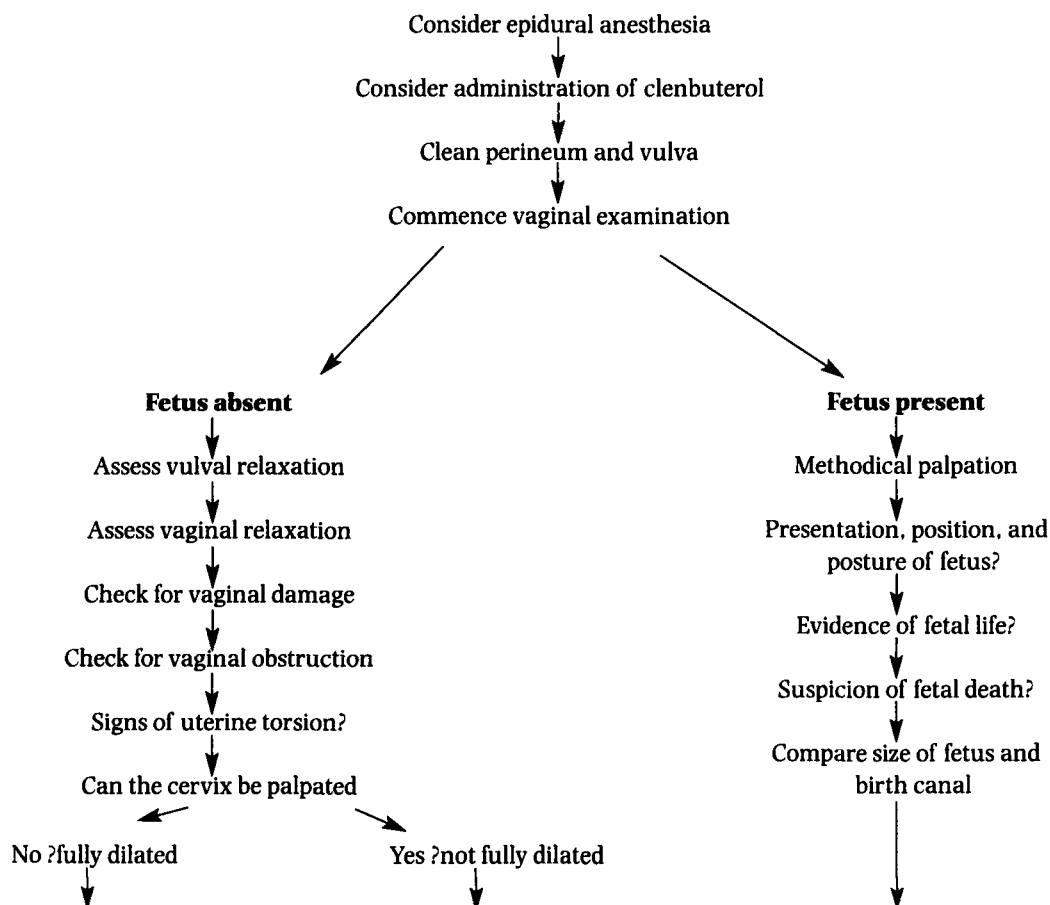 Consider epidural anesthesia
Consider administration of clenbuterol
Clean perineum and vulva
Commence vaginal examination
Fetus absent
Assess vulval relaxation
Assess vaginal relaxation
Check for vaginal damage
Check for vaginal obstruction
Signs of uterine torsion?
Can the cervix be palpated
No ?fully dilated
Yes ?not fully dilated
Fetus present
Methodical palpation
Presentation, position, and
posture of fetus?
Evidence of fetal life?
Suspicion of fetal death?
Compare size of fetus and
birth canal